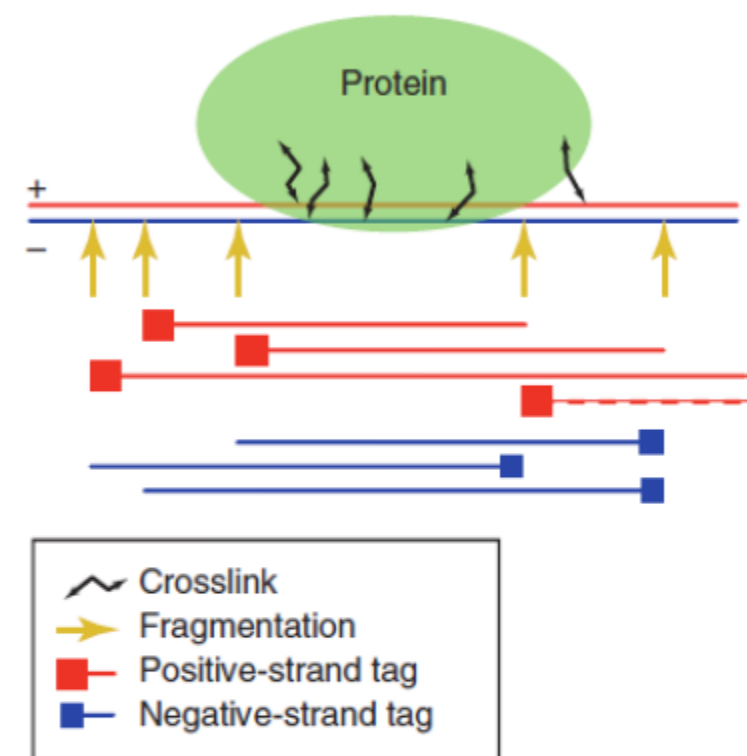 Protein
+
–
Crosslink
Fragmentation
Positive-strand tag
Negative-strand tag